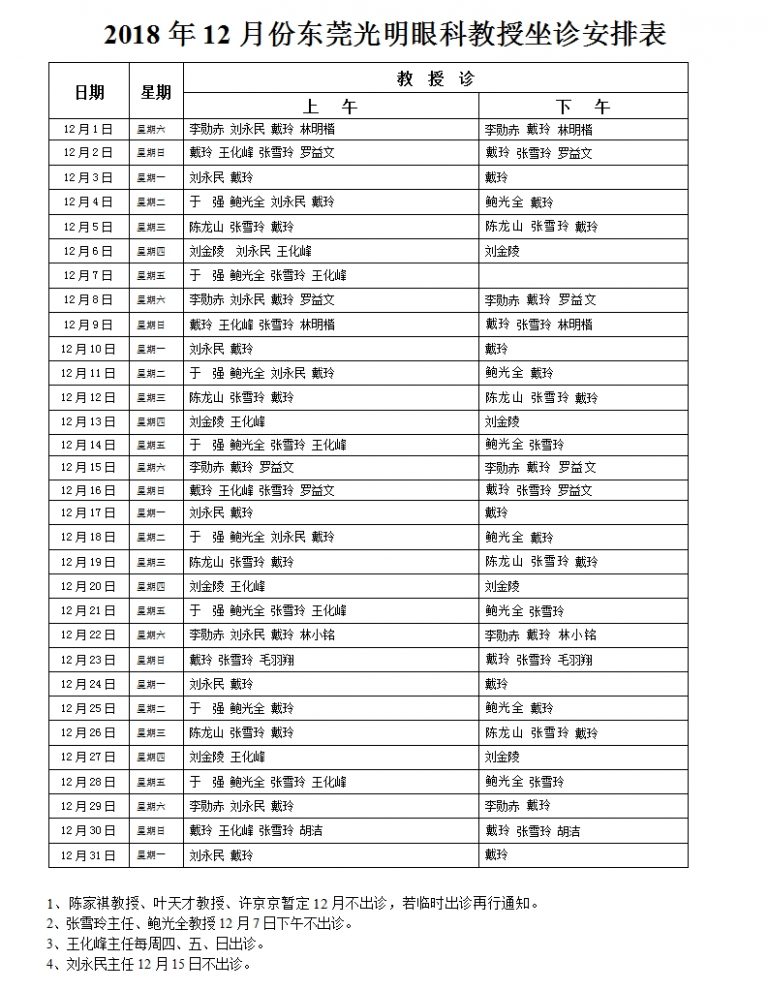 2018年12月份东莞光明眼科教授坐诊安排表
日期 星期 教 授 诊
上 午 下 午
12月1日 星期六 李勋赤 刘永民 戴玲 林明楷 李勋赤 戴玲 林明楷
12月2日 星期日 戴玲 王化峰 张雪玲 罗益文 戴玲 张雪玲 罗益文
12月3日 星期一 刘永民 戴玲 戴玲
12月4日 星期二 于 强 鲍光全 刘永民 戴玲 鲍光全 戴玲
12月5日 星期三 陈龙山 张雪玲 戴玲 陈龙山 张雪玲 戴玲
12月6日 星期四 刘金陵 刘永民 王化峰 刘金陵
12月7日 星期五 于 强 鲍光全 张雪玲 王化峰
12月8日 星期六 李勋赤 刘永民 戴玲 罗益文 李勋赤 戴玲 罗益文
12月9日 星期日 戴玲 王化峰 张雪玲 林明楷 戴玲 张雪玲 林明楷
12月10日 星期一 刘永民 戴玲 戴玲
12月11日 星期二 于 强 鲍光全 刘永民 戴玲 鲍光全 戴玲
12月12日 星期三 陈龙山 张雪玲 戴玲 陈龙山 张雪玲 戴玲
12月13日 星期四 刘金陵 王化峰 刘金陵
12月14日 星期五 于 强 鲍光全 张雪玲 王化峰 鲍光全 张雪玲
12月15日 星期六 李勋赤 戴玲 罗益文 李勋赤 戴玲 罗益文
12月16日 星期日 戴玲 王化峰 张雪玲 罗益文 戴玲 张雪玲 罗益文
12月17日 星期一 刘永民 戴玲 戴玲
12月18日 星期二 于 强 鲍光全 刘永民 戴玲 鲍光全 戴玲
12月19日 星期三 陈龙山 张雪玲 戴玲 陈龙山 张雪玲 戴玲
12月20日 星期四 刘金陵 王化峰 刘金陵
12月21日 星期五 于 强 鲍光全 张雪玲 王化峰 鲍光全 张雪玲
12月22日 星期六 李勋赤 刘永民 戴玲 林小铭 李勋赤 戴玲 林小铭
12月23日 星期日 戴玲 张雪玲 毛羽翔 戴玲 张雪玲 毛羽翔
12月24日 星期一 刘永民 戴玲 戴玲
12月25日 星期二 于 强 鲍光全 戴玲 鲍光全 戴玲
12月26日 星期三 陈龙山 张雪玲 戴玲 陈龙山 张雪玲 戴玲
12月27日 星期四 刘金陵 王化峰 刘金陵
12月28日 星期五 于 强 鲍光全 张雪玲 王化峰 鲍光全 张雪玲
12月29日 星期六 李勋赤 刘永民 戴玲 李勋赤 戴玲
12月30日 星期日 戴玲 王化峰 张雪玲 胡洁 戴玲 张雪玲 胡洁
12月31日 星期一 刘永民 戴玲 戴玲
1、陈家祺教授、叶天才教授、许京京暂定12月不出诊，若临时出诊再行通知。
2、张雪玲主任、鲍光全教授12月7日下午不出诊。
3、王化峰主任每周四、五、日出诊。
4、刘永民主任12月15日不出诊。